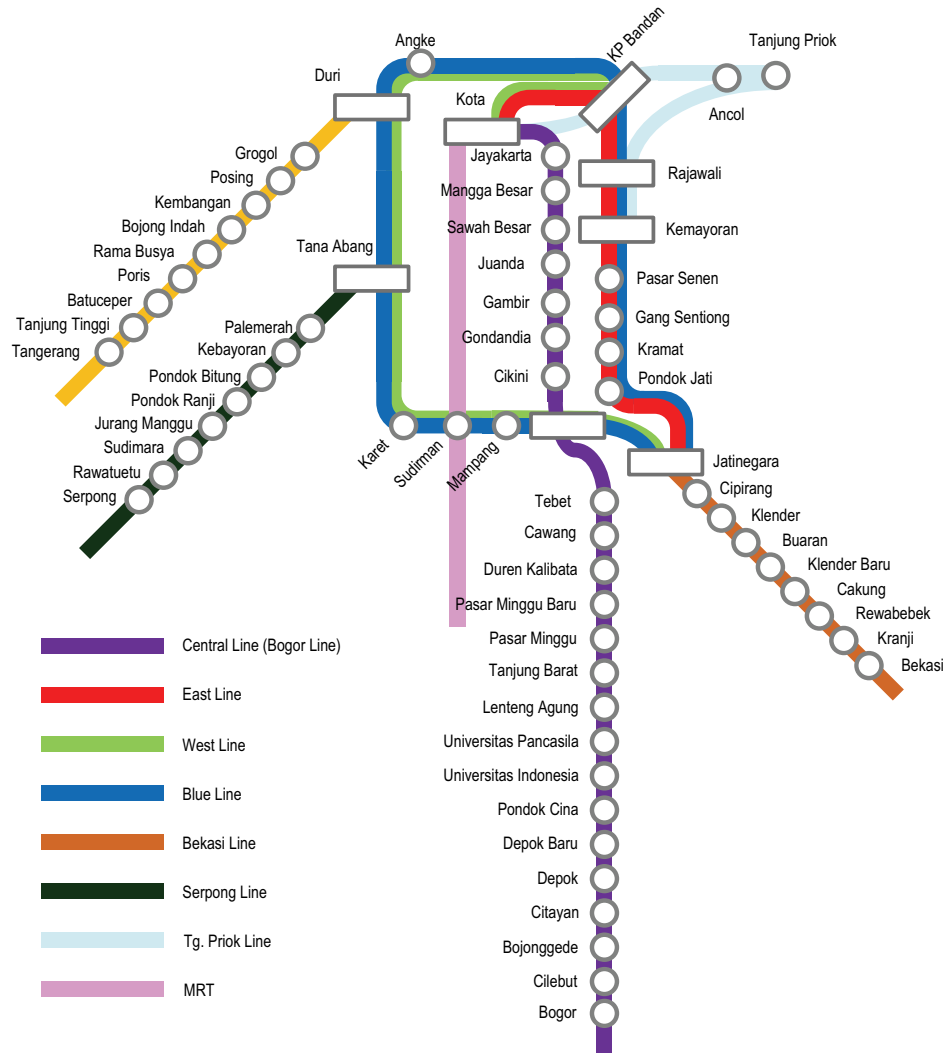 Angke
KP Bandan
Tanjung Priok
Duri
Kota
Ancol
Grogol
Posing
Kembangan
Bojong Indah
Rama Busya
Poris
Batuceper
Tanjung Tinggi
Tangerang
Jayakarta
Mangga Besar
Sawah Besar
Juanda
Gambir
Gondandia
Cikini
Rajawali
Kemayoran
Pasar Senen
Gang Sentiong
Kramat
Pondok Jati
Tana Abang
Palemerah
Kebayoran
Pondok Bitung
Pondok Ranji
Jurang Manggu
Sudimara
Rawatuetu
Serpong
Karet
Sudirman
Mampang
Jatinegara
Cipirang
Klender
Buaran
Klender Baru
Cakung
Rewabebek
Kranji
Bekasi
Tebet
Cawang
Duren Kalibata
Pasar Minggu Baru
Pasar Minggu
Tanjung Barat
Lenteng Agung
Universitas Pancasila
Universitas Indonesia
Pondok Cina
Depok Baru
Depok
Citayan
Bojonggede
Cilebut
Bogor
Central Line (Bogor Line)
East Line
West Line
Blue Line
Bekasi Line
Serpong Line
Tg. Priok Line
MRT